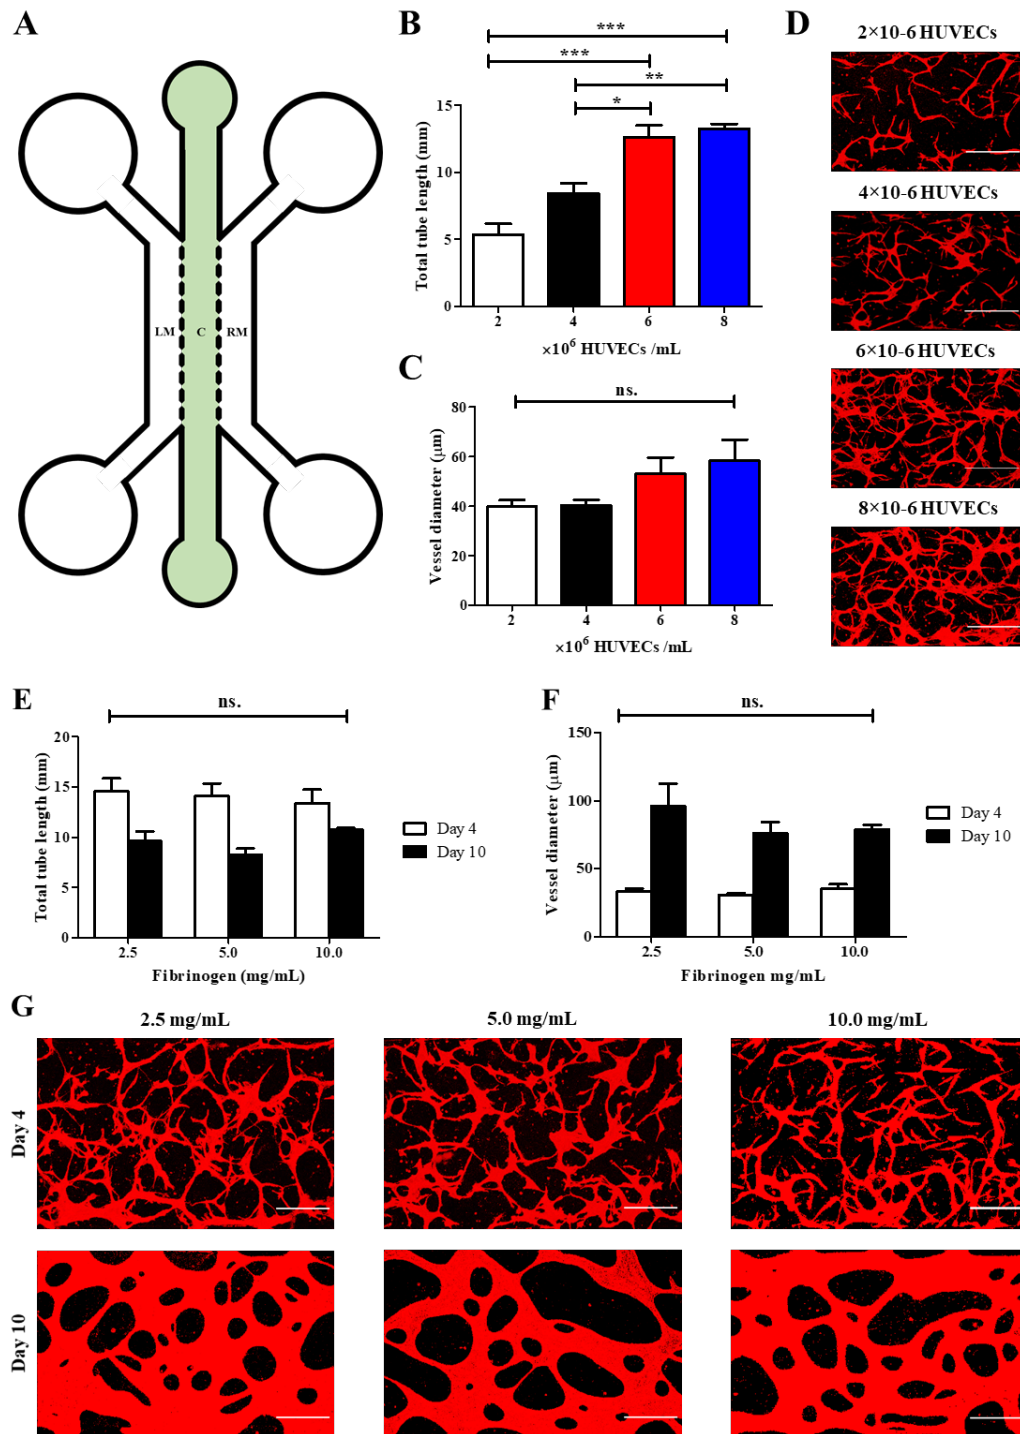 A
LM
C
RM
B
***
***
**
*
Total tube length (mm)
15
10
5
0
2
4
6
8
×10⁶ HUVECs /mL
C
ns.
Vessel diameter (µm)
80
60
40
20
0
2
4
6
8
×10⁶ HUVECs /mL
D
2×10-6 HUVECs
4×10-6 HUVECs
6×10-6 HUVECs
8×10-6 HUVECs
E
ns.
Total tube length (mm)
20
15
10
5
0
2.5
5.0
10.0
Fibrinogen (mg/mL)
Day 4
Day 10
F
ns.
Vessel diameter (µm)
150
100
50
0
2.5
5.0
10.0
Fibrinogen mg/mL
Day 4
Day 10
G
2.5 mg/mL
5.0 mg/mL
10.0 mg/mL
Day 4
Day 10